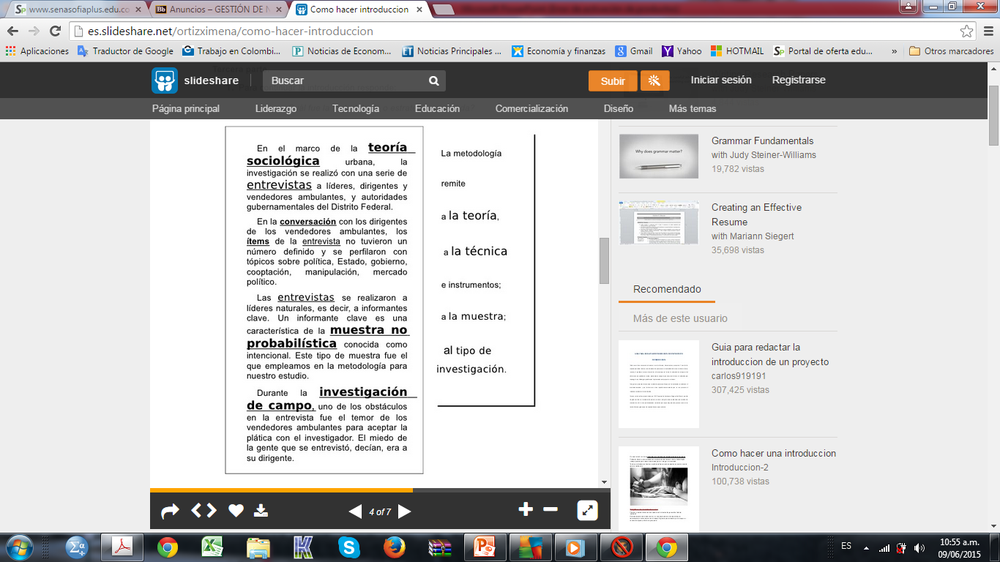 www.senasofiaplus.edu.co
Anuncios – GESTIÓN DE N
Como hacer introduccion
es.slideshare.net/ortizximena/como-hacer-introduccion
Aplicaciones
Traductor de Google
Trabajo en Colombi...
Noticias de Econom...
Noticias Principales ...
Economía y finanzas
Gmail
Yahoo
HOTMAIL
Portal de oferta edu...
»
Otros marcadores
slideshare
Buscar
Subir
Iniciar sesión
Registrarse
Página principal
Liderazgo
Tecnología
Educación
Comercialización
Diseño
Más temas
En el marco de la teoría
sociológica urbana, la
investigación se realizó con una serie de
entrevistas a líderes, dirigentes y
vendedores ambulantes, y autoridades
gubernamentales del Distrito Federal.
En la conversación con los dirigentes
de los vendedores ambulantes, los
ítems de la entrevista no tuvieron un
número definido y se perfilaron con
tópicos sobre política, Estado, gobierno,
cooptación, manipulación, mercado
político.
Las entrevistas se realizaron a
líderes naturales, es decir, a informantes
clave. Un informante clave es una
característica de la muestra no
probabilística conocida como
intencional. Este tipo de muestra fue el
que empleamos en la metodología para
nuestro estudio.
Durante la investigación
de campo, uno de los obstáculos
en la entrevista fue el temor de los
vendedores ambulantes para aceptar la
plática con el investigador. El miedo de
la gente que se entrevistó, decían, era a
su dirigente.
La metodología
remite
a la teoría,
a la técnica
e instrumentos;
a la muestra;
al tipo de
investigación.
4 of 7
Why does grammar matter?
Grammar Fundamentals
with Judy Steiner-Williams
19,782 vistas
Creating an Effective
Resume
with Mariann Siegert
35,698 vistas
Recomendado
Más de este usuario
Guia para redactar la
introduccion de un proyecto
carlos919191
307,425 vistas
Como hacer una introduccion
Introduccion-2
100,738 vistas
ES
10:55 a.m.
09/06/2015